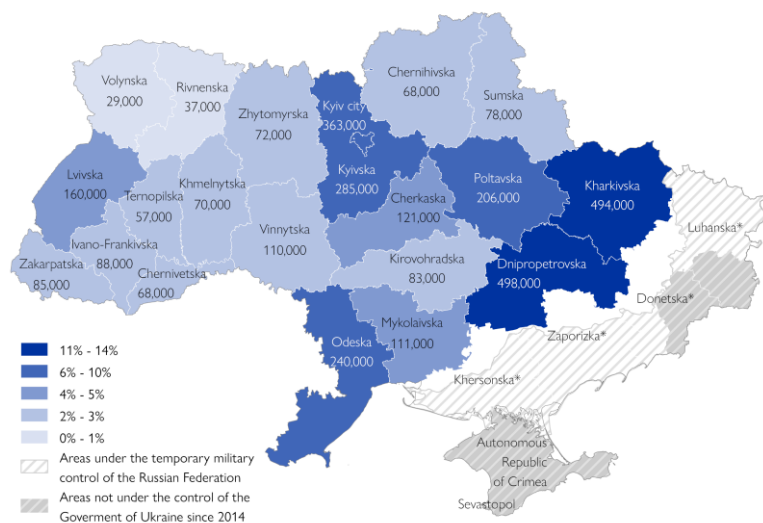 Volynska
29,000
Rivnenska
37,000
Zhytomyrska
72,000
Kyiv city
363,000
Chernihivska
68,000
Sumska
78,000
Lvivska
160,000
Ternopilska
57,000
Khmelnytska
70,000
Kyivska
285,000
Cherkaska
121,000
Poltavska
206,000
Kharkivska
494,000
Luhanska*
Ivano-Frankivska
88,000
Zakarpatska
85,000
Chernivetska
68,000
Vinnytska
110,000
Kirovohradska
83,000
Dnipropetrovska
498,000
Donetska*
Zaporizka*
Mykolaivska
111,000
Odeska
240,000
Khersonska*
Autonomous
Republic
of Crimea
Sevastopol
11% - 14%
6% - 10%
4% - 5%
2% - 3%
0% - 1%
Areas under the temporary military
control of the Russian Federation
Areas not under the control of the
Goverment of Ukraine since 2014